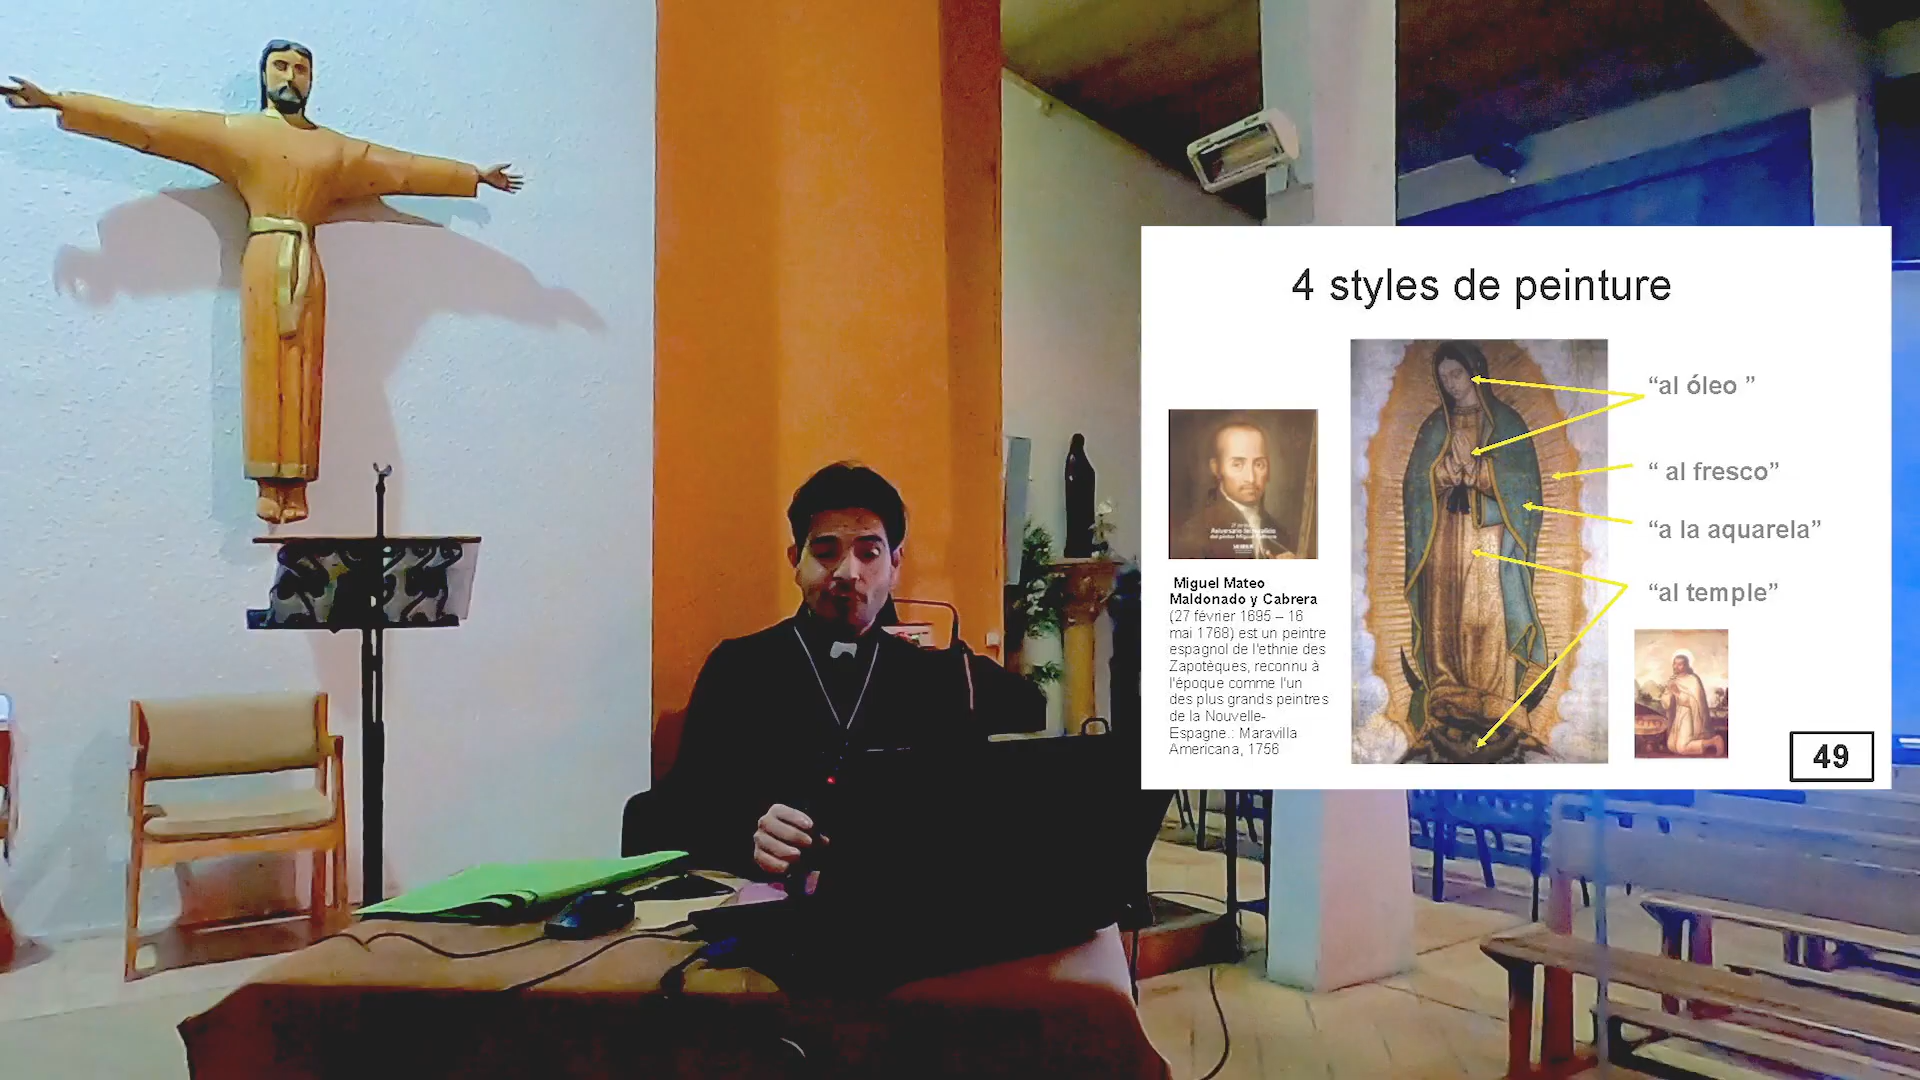 4 styles de peinture
“al óleo ”
“ al fresco”
“a la aquarela”
“al temple”
Miguel Mateo
Maldonado y Cabrera
(27 février 1695 – 16
mai 1768) est un peintre
espagnol de l'ethnie des
Zapotèques, reconnu à
l'époque comme l'un
des plus grands peintres
de la Nouvelle-
Espagne.: Maravilla
Americana, 1756
49